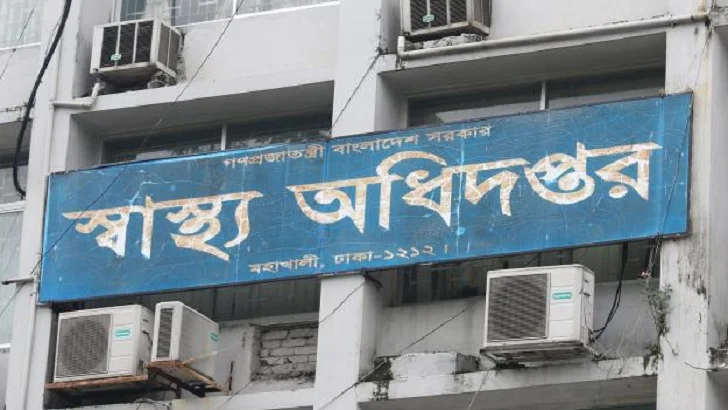 গণপ্রজাতন্ত্রী বাংলাদেশ সরকার
স্বাস্থ্য অধিদপ্তর
মহাখালী, ঢাকা-১২১২।